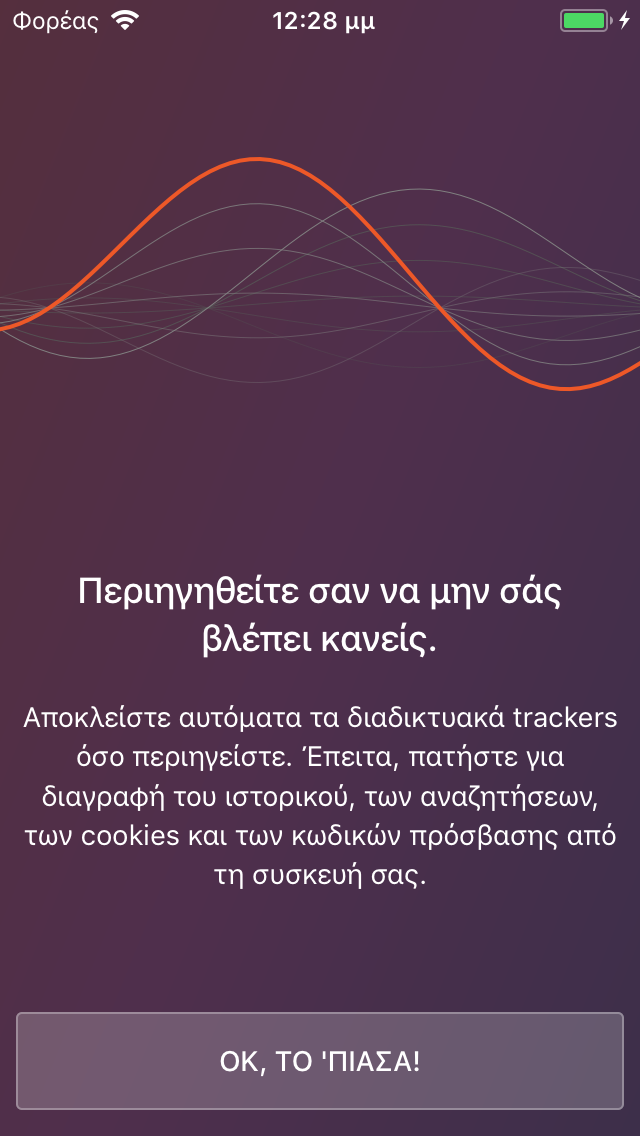 Φορέας 12:28 μμ
Περιηγηθείτε σαν να μην σάς
βλέπει κανείς.
Αποκλείστε αυτόματα τα διαδικτυακά trackers
όσο περιηγείστε. Έπειτα, πατήστε για
διαγραφή του ιστορικού, των αναζητήσεων,
των cookies και των κωδικών πρόσβασης από
τη συσκευή σας.
ΟΚ, ΤΟ 'ΠΙΑΣΑ!